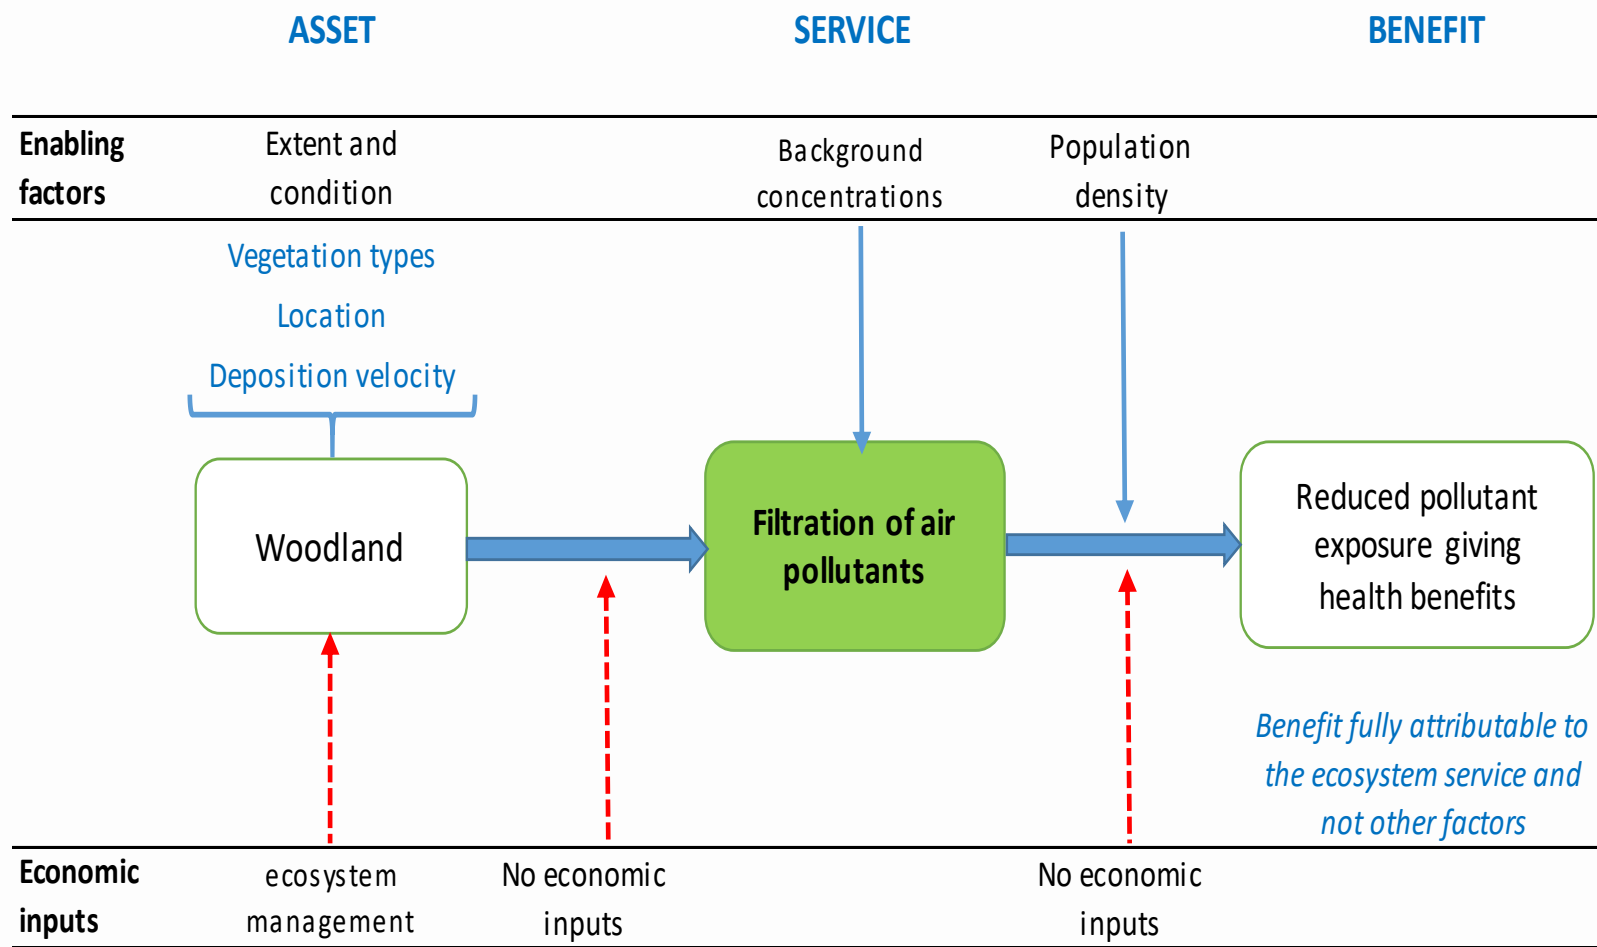 ASSET
SERVICE
BENEFIT
Enabling
factors
Extent and
condition
Background
concentrations
Population
density
Vegetation types
Location
Deposition velocity
Woodland
Filtration of air
pollutants
Reduced pollutant
exposure giving
health benefits
Benefit fully attributable to
the ecosystem service and
not other factors
Economic
inputs
ecosystem
management
No economic
inputs
No economic
inputs